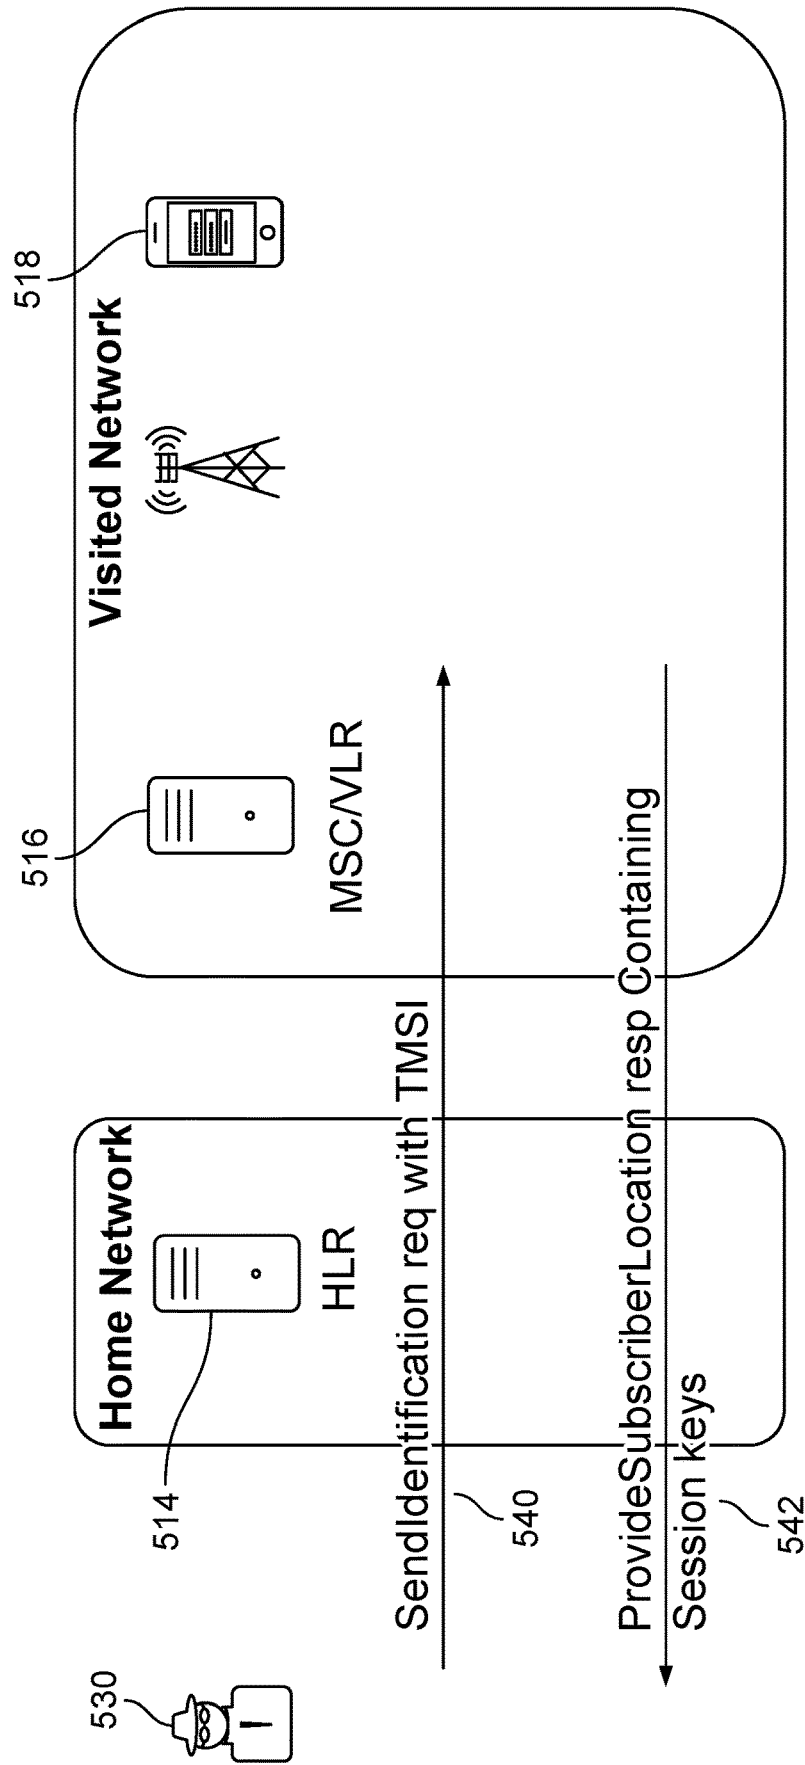 530
514
Home Network
HLR
516
MSC/VLR
Visited Network
518
SendIdentification req with TMSI
540
ProvideSubscriberLocation resp Containing
Session keys
542